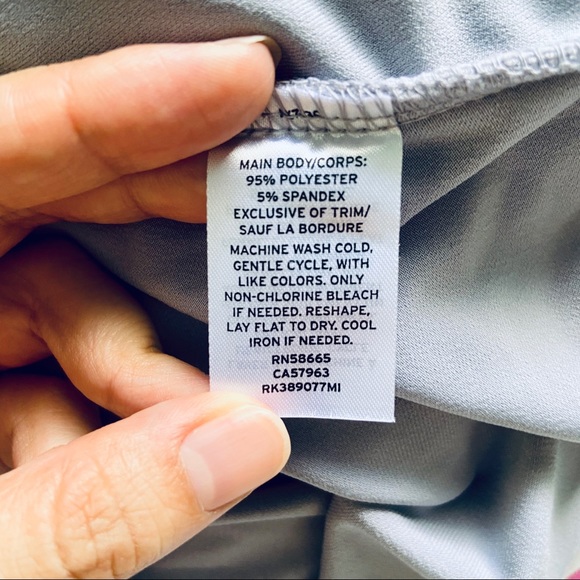 MAIN BODY/CORPS:
95% POLYESTER
5% SPANDEX
EXCLUSIVE OF TRIM/
SAUF LA BORDURE
MACHINE WASH COLD,
GENTLE CYCLE, WITH
LIKE COLORS. ONLY
NON-CHLORINE BLEACH
IF NEEDED. RESHAPE,
LAY FLAT TO DRY. COOL
IRON IF NEEDED.
RN58665
CA57963
RK389077MI